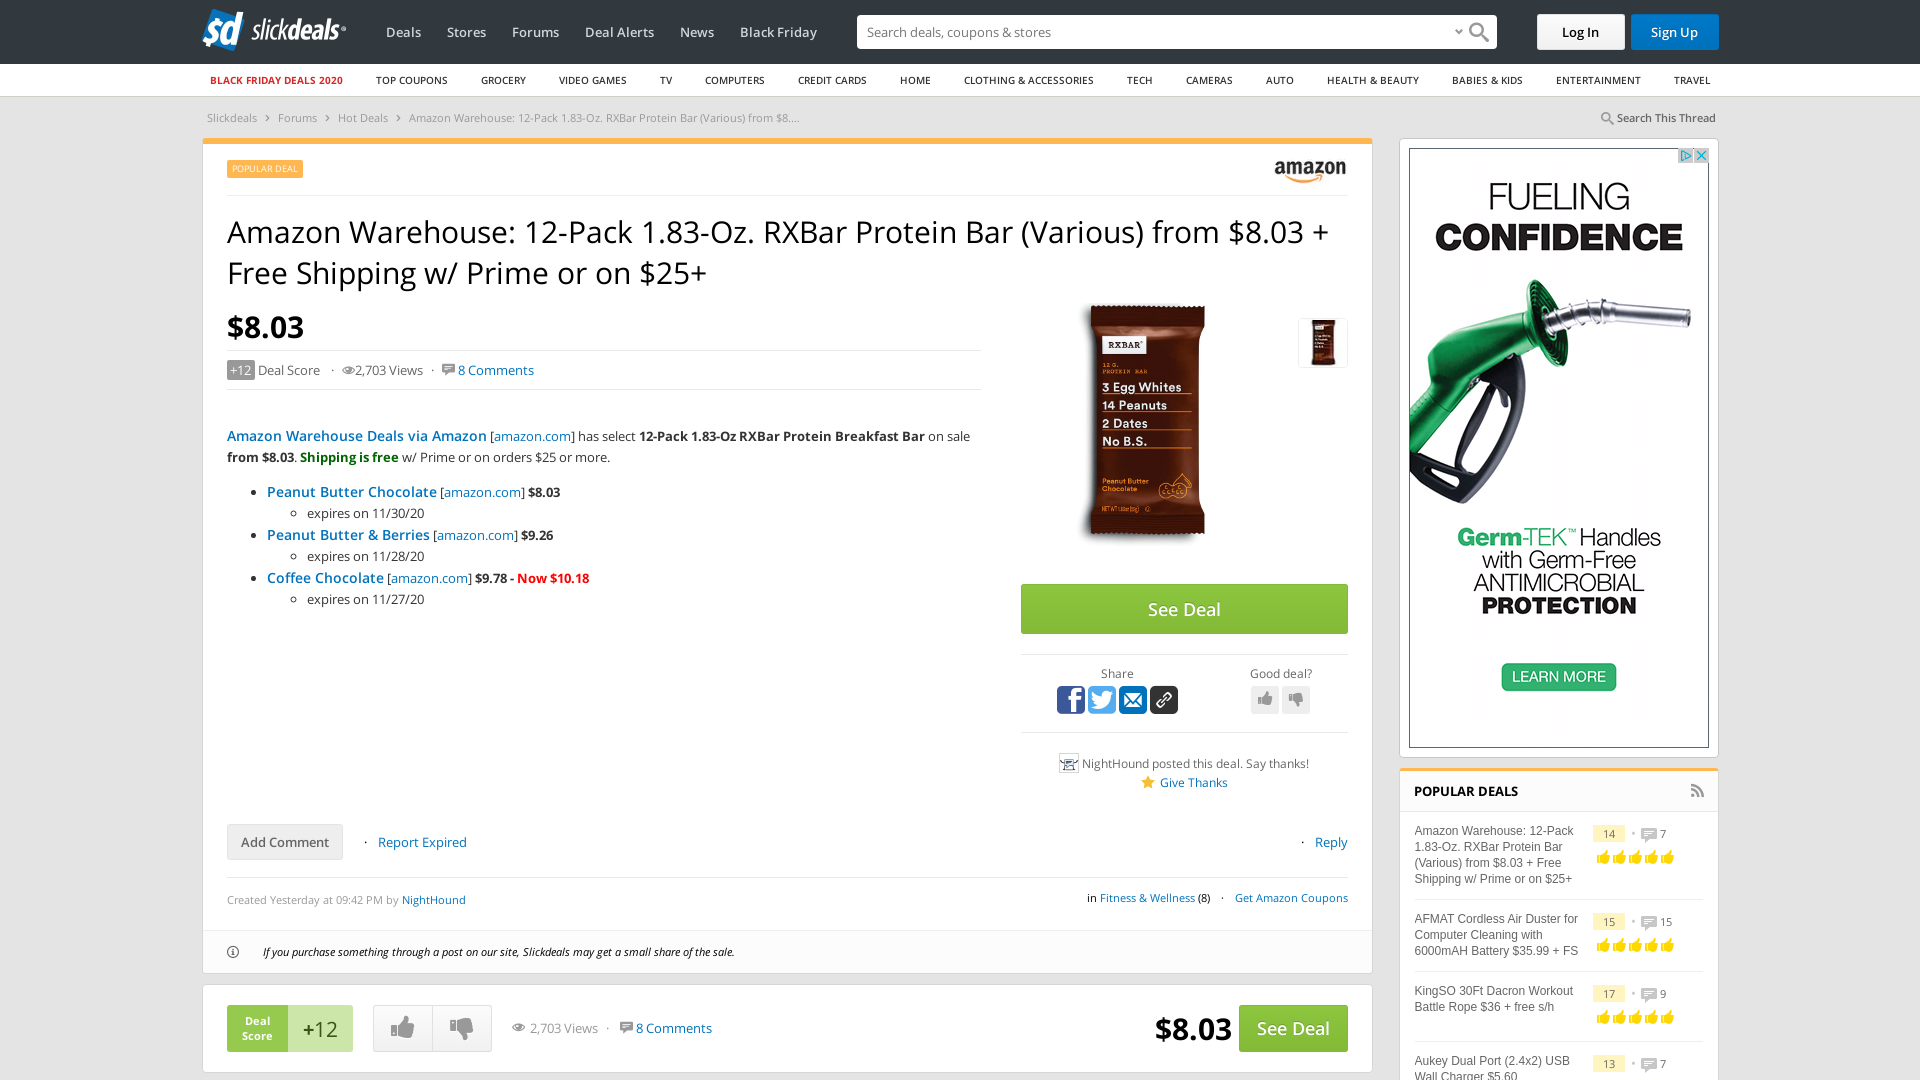 sd slickdeals
Deals
Stores
Forums
Deal Alerts
News
Black Friday
Search deals, coupons & stores
Log In
Sign Up
BLACK FRIDAY DEALS 2020
TOP COUPONS
GROCERY
VIDEO GAMES
TV
COMPUTERS
CREDIT CARDS
HOME
CLOTHING & ACCESSORIES
TECH
CAMERAS
AUTO
HEALTH & BEAUTY
BABIES & KIDS
ENTERTAINMENT
TRAVEL
Slickdeals › Forums › Hot Deals › Amazon Warehouse: 12-Pack 1.83-Oz. RXBar Protein Bar (Various) from $8....
Search This Thread
POPULAR DEAL
amazon
Amazon Warehouse: 12-Pack 1.83-Oz. RXBar Protein Bar (Various) from $8.03 +
Free Shipping w/ Prime or on $25+
$8.03
+12 Deal Score · 2,703 Views · 8 Comments
Amazon Warehouse Deals via Amazon [amazon.com] has select 12-Pack 1.83-Oz RXBar Protein Breakfast Bar on sale
from $8.03. Shipping is free w/ Prime or on orders $25 or more.
• Peanut Butter Chocolate [amazon.com] $8.03
◦ expires on 11/30/20
• Peanut Butter & Berries [amazon.com] $9.26
◦ expires on 11/28/20
• Coffee Chocolate [amazon.com] $9.78 - Now $10.18
◦ expires on 11/27/20
RXBAR
12 G.
PROTEIN BAR
3 Egg Whites
14 Peanuts
2 Dates
No B.S.
Peanut Butter
Chocolate
See Deal
Share
Good deal?
NightHound posted this deal. Say thanks!
Give Thanks
Add Comment
· Report Expired
· Reply
Created Yesterday at 09:42 PM by NightHound
in Fitness & Wellness (8) · Get Amazon Coupons
If you purchase something through a post on our site, Slickdeals may get a small share of the sale.
Deal
Score
+12
2,703 Views · 8 Comments
$8.03
See Deal
FUELING
CONFIDENCE
Germ-TEK™ Handles
with Germ-Free
ANTIMICROBIAL
PROTECTION
LEARN MORE
POPULAR DEALS
Amazon Warehouse: 12-Pack
1.83-Oz. RXBar Protein Bar
(Various) from $8.03 + Free
Shipping w/ Prime or on $25+
14 • 7
AFMAT Cordless Air Duster for
Computer Cleaning with
6000mAH Battery $35.99 + FS
15 • 15
KingSO 30Ft Dacron Workout
Battle Rope $36 + free s/h
17 • 9
Aukey Dual Port (2.4x2) USB
Wall Charger $5.60
13 • 7